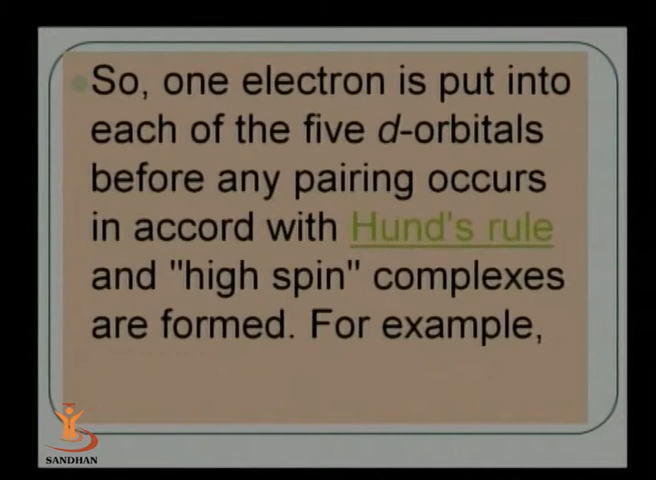 So, one electron is put into
each of the five d-orbitals
before any pairing occurs
in accord with Hund's rule
and "high spin" complexes
are formed. For example,
SANDHAN